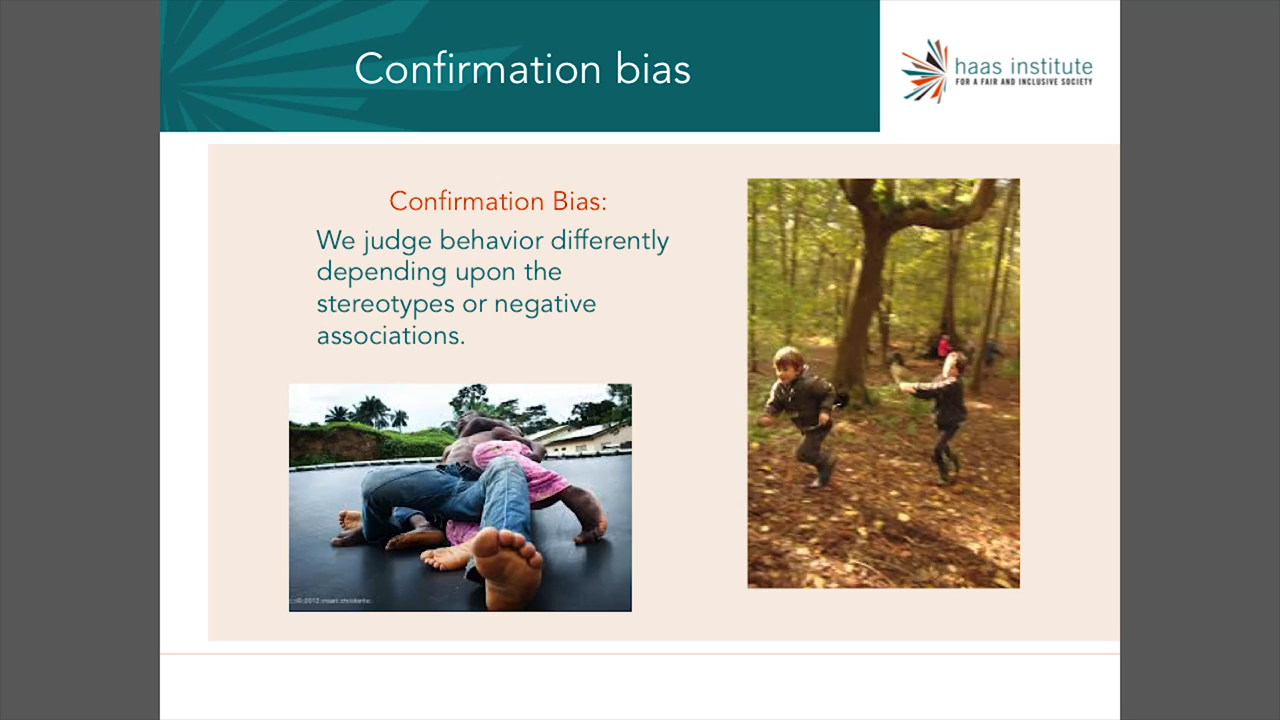 Confirmation bias
haas institute
FOR A FAIR AND INCLUSIVE SOCIETY
Confirmation Bias:
We judge behavior differently
depending upon the
stereotypes or negative
associations.